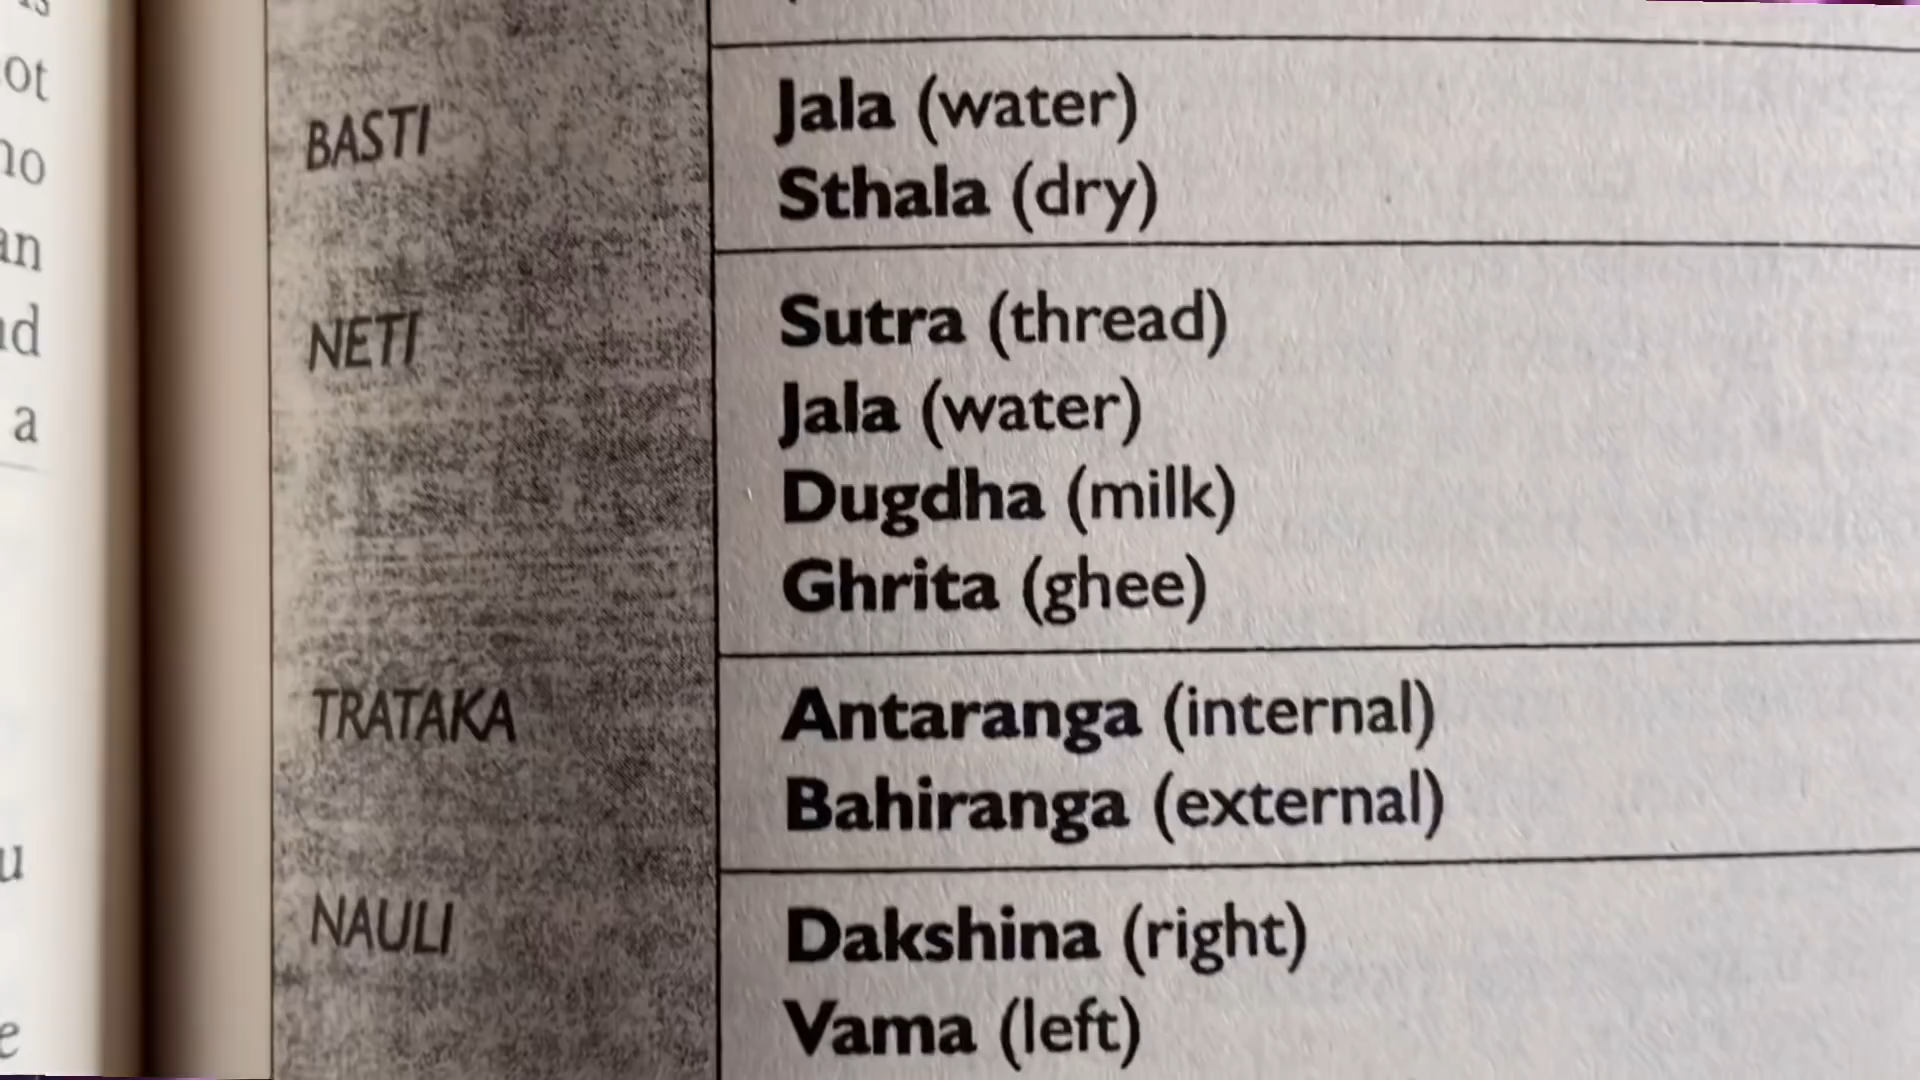 BASTI
Jala (water)
Sthala (dry)
NETI
Sutra (thread)
Jala (water)
Dugdha (milk)
Ghrita (ghee)
TRATAKA
Antaranga (internal)
Bahiranga (external)
NAULI
Dakshina (right)
Vama (left)